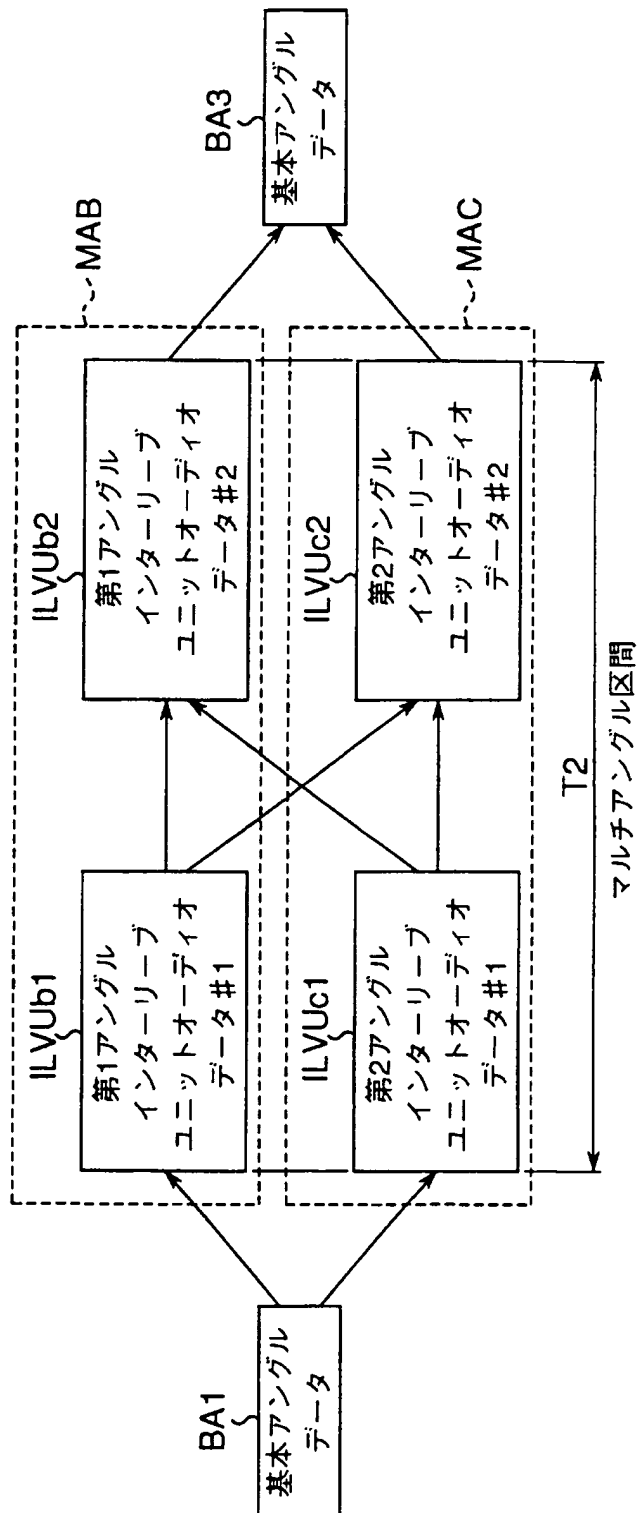 BA1
基本アングル
データ
MAB
ILVUb1
第1アングル
インターリーブ
ユニットオーディオ
データ#1
ILVUb2
第1アングル
インターリーブ
ユニットオーディオ
データ#2
MAC
ILVUc1
第2アングル
インターリーブ
ユニットオーディオ
データ#1
ILVUc2
第2アングル
インターリーブ
ユニットオーディオ
データ#2
BA3
基本アングル
データ
T2
マルチアングル区間